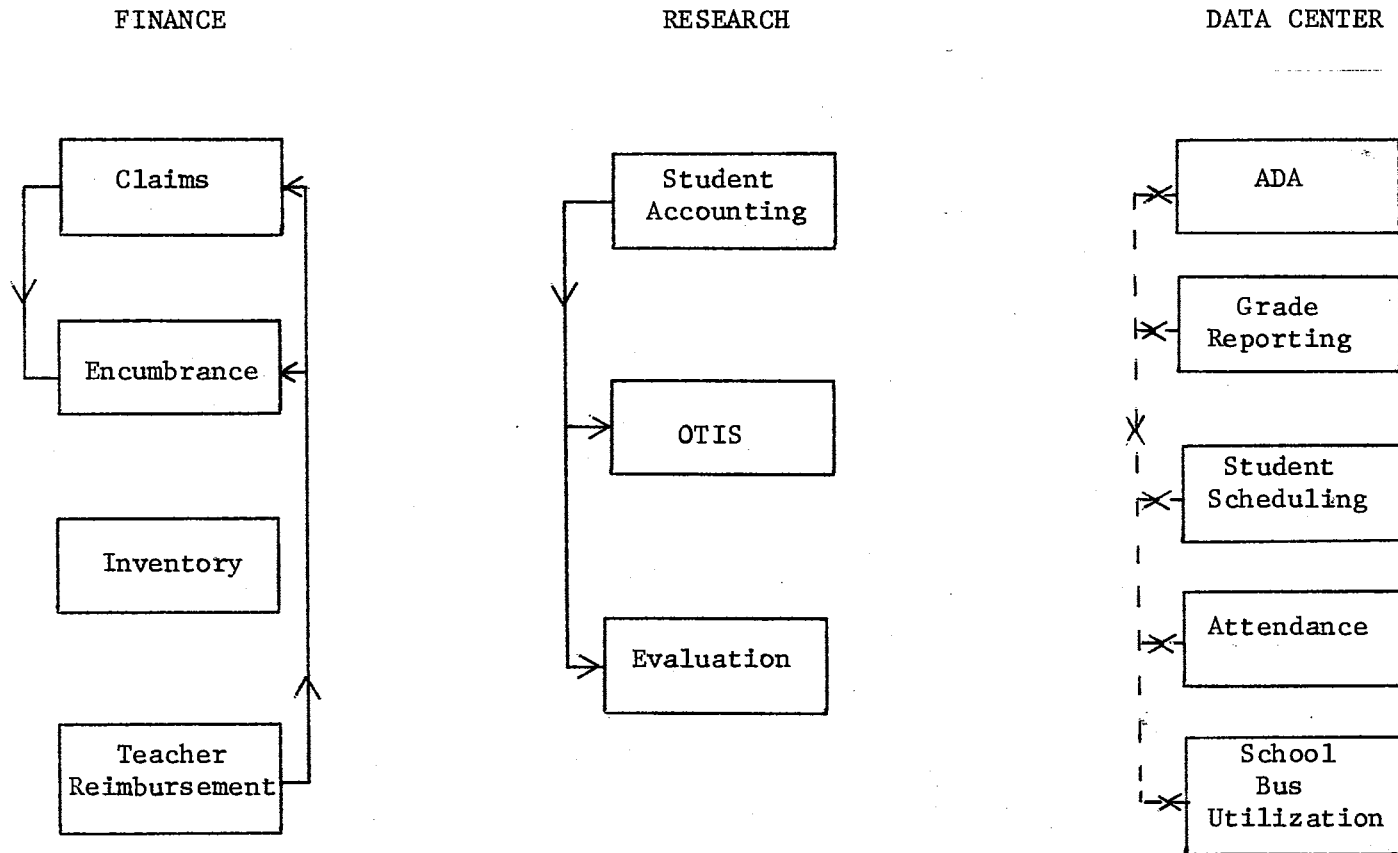 FINANCE
RESEARCH
DATA CENTER
Claims
Encumbrance
Inventory
Teacher
Reimbursement
Student
Accounting
OTIS
Evaluation
ADA
Grade
Reporting
Student
Scheduling
Attendance
School
Bus
Utilization